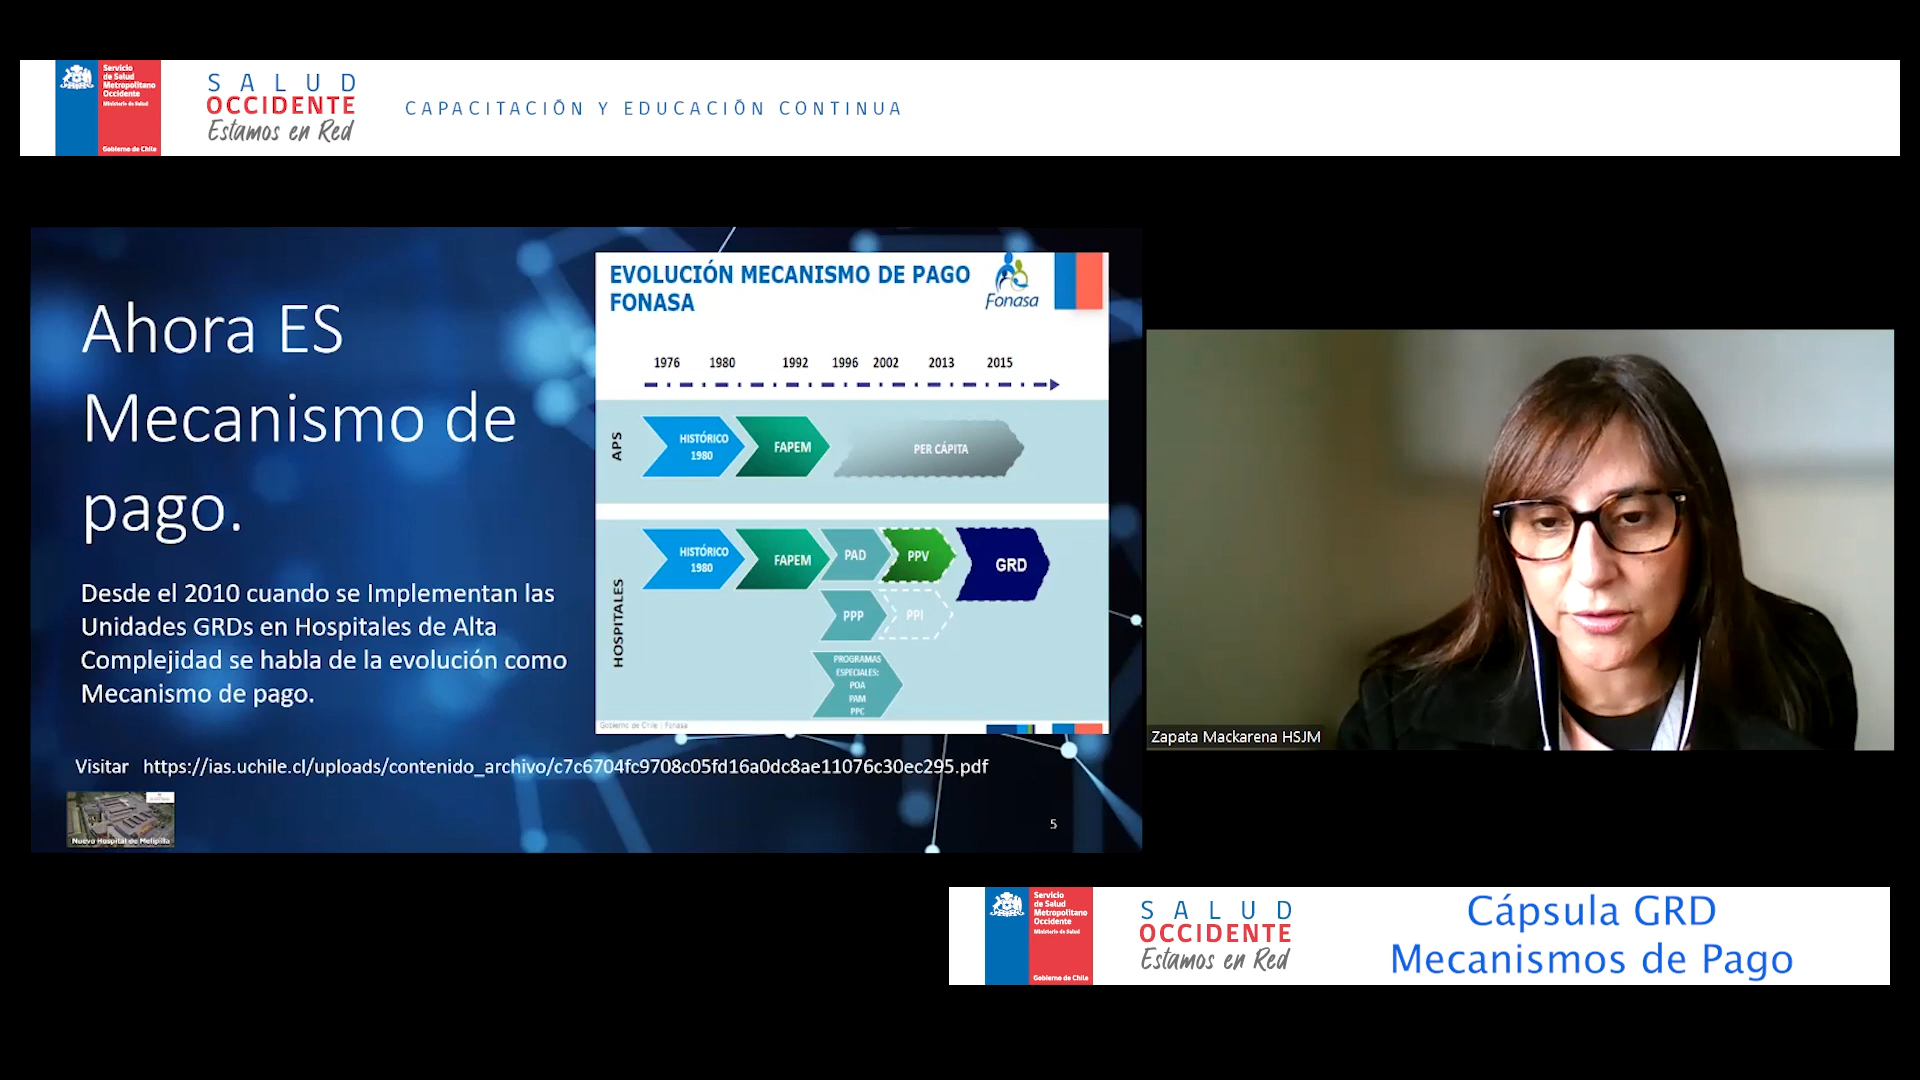 Servicio
de Salud
Metropolitano
Occidente
Ministerio de Salud
Gobierno de Chile
SALUD
OCCIDENTE
Estamos en Red
CAPACITACIÓN Y EDUCACIÓN CONTINUA
Ahora ES
Mecanismo de
pago.
Desde el 2010 cuando se Implementan las
Unidades GRDs en Hospitales de Alta
Complejidad se habla de la evolución como
Mecanismo de pago.
EVOLUCIÓN MECANISMO DE PAGO
FONASA
Fonasa
1976 1980 1992 1996 2002 2013 2015
APS
HISTÓRICO
1980
FAPEM
PER CÁPITA
HOSPITALES
HISTÓRICO
1980
FAPEM
PAD
PPV
GRD
PPP
PPI
PROGRAMAS
ESPECIALES:
POA
PAM
PPC
Gobierno de Chile | Fonasa
Visitar https://ias.uchile.cl/uploads/contenido_archivo/c7c6704fc9708c05fd16a0dc8ae11076c30ec295.pdf
Nuevo Hospital de Melipilla
5
Zapata Mackarena HSJM
Servicio
de Salud
Metropolitano
Occidente
Ministerio de Salud
Gobierno de Chile
SALUD
OCCIDENTE
Estamos en Red
Cápsula GRD
Mecanismos de Pago